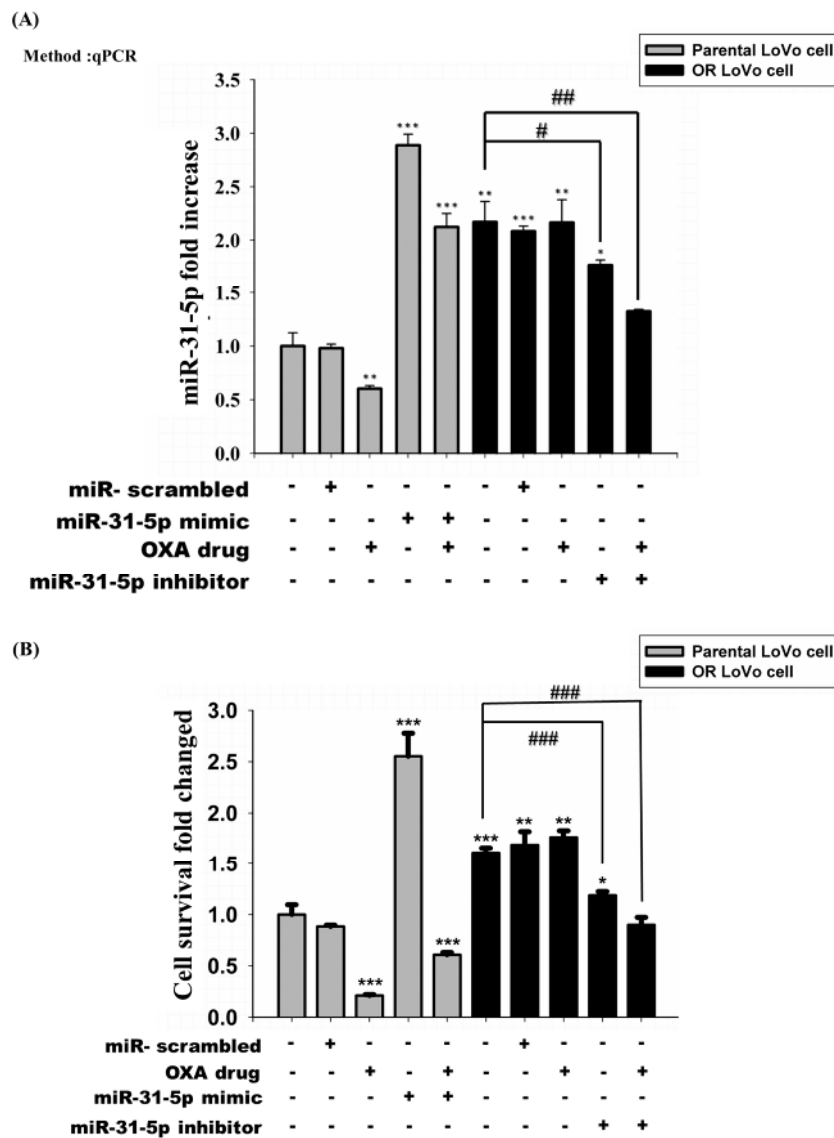 (A)
Method :qPCR
Parental LoVo cell
OR LoVo cell
miR-31-5p fold increase
3.5
3.0
2.5
2.0
1.5
1.0
0.5
0.0
** *** *** ** *** ** *
# ##
miR- scrambled - + - - - - + - - -
miR-31-5p mimic - - - + + - - - - -
OXA drug - - + - + - - + - +
miR-31-5p inhibitor - - - - - - - - + +
(B)
Parental LoVo cell
OR LoVo cell
Cell survival fold changed
3.0
2.5
2.0
1.5
1.0
0.5
0.0
*** *** *** *** ** ** *
### ###
miR- scrambled - + - - - - + - - -
OXA drug - - + - + - - + - +
miR-31-5p mimic - - - + + - - - - -
miR-31-5p inhibitor - - - - - - - - + +